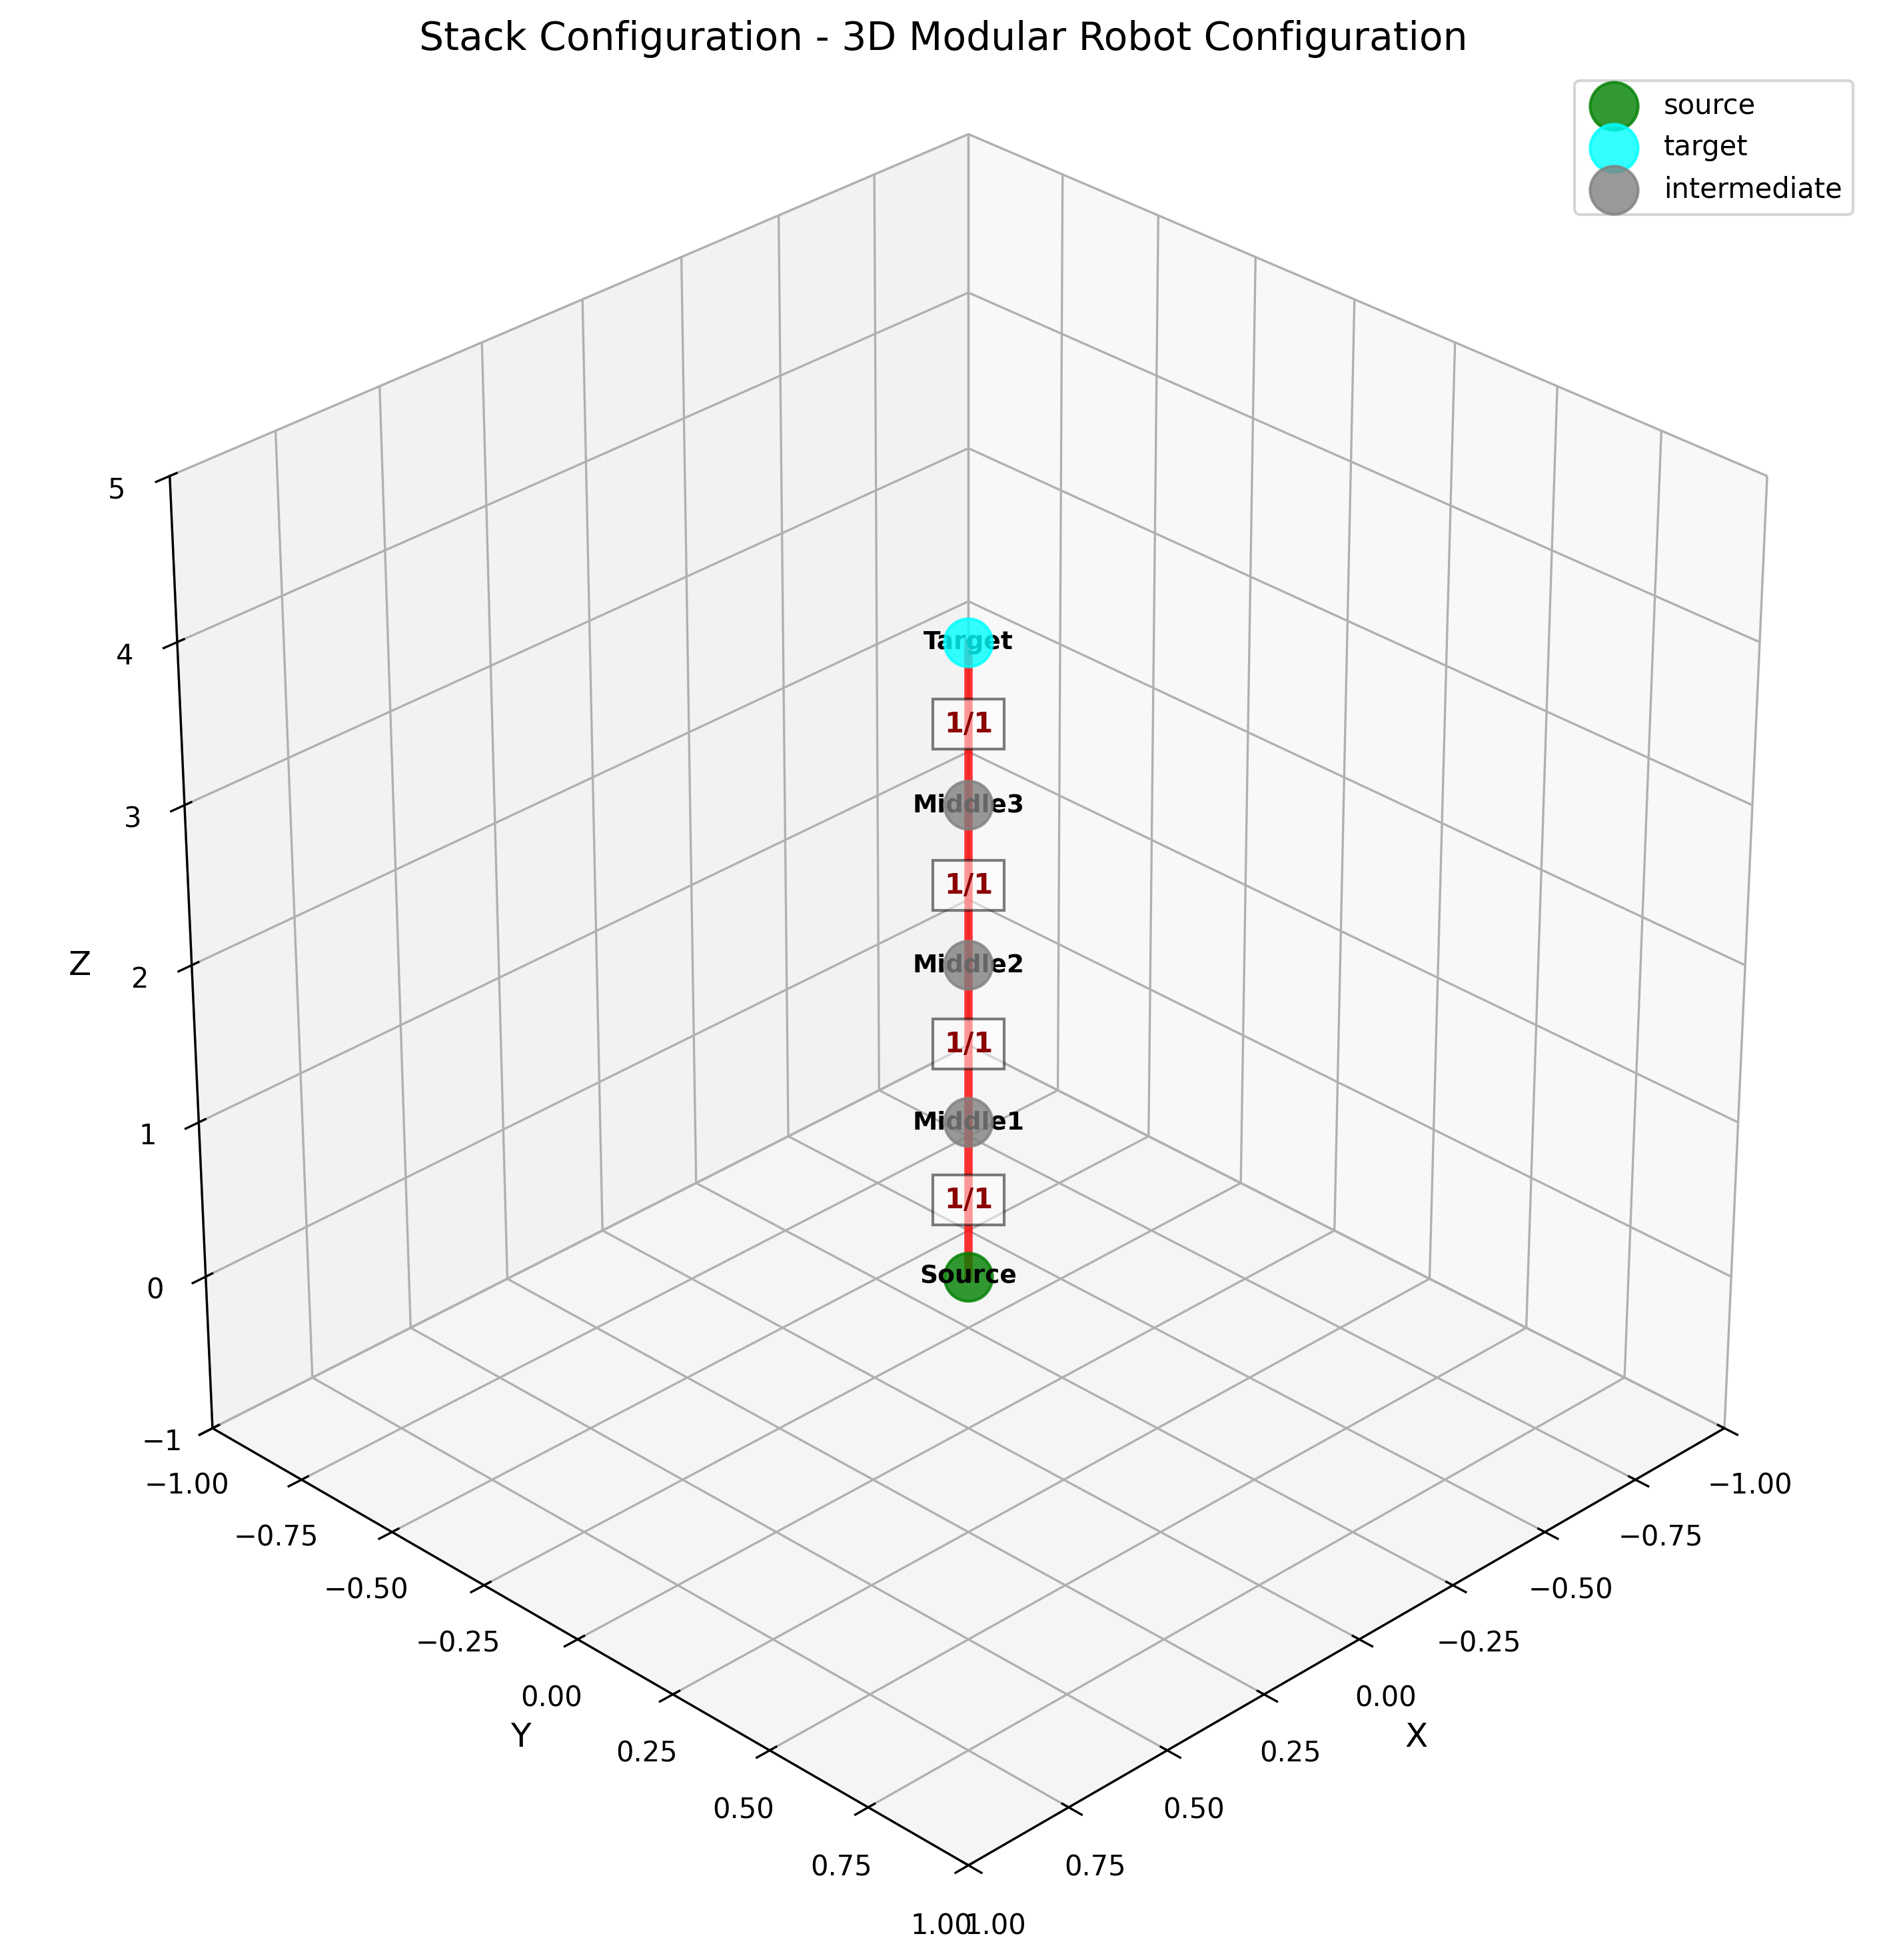 Stack Configuration - 3D Modular Robot Configuration
source
target
intermediate
5
4
3
2
1
0
−1
Z
Target
1/1
Middle3
1/1
Middle2
1/1
Middle1
1/1
Source
−1.00
−0.75
−0.50
−0.25
0.00
0.25
0.50
0.75
1.00
Y
−1.00
−0.75
−0.50
−0.25
0.00
0.25
0.50
0.75
1.00
X